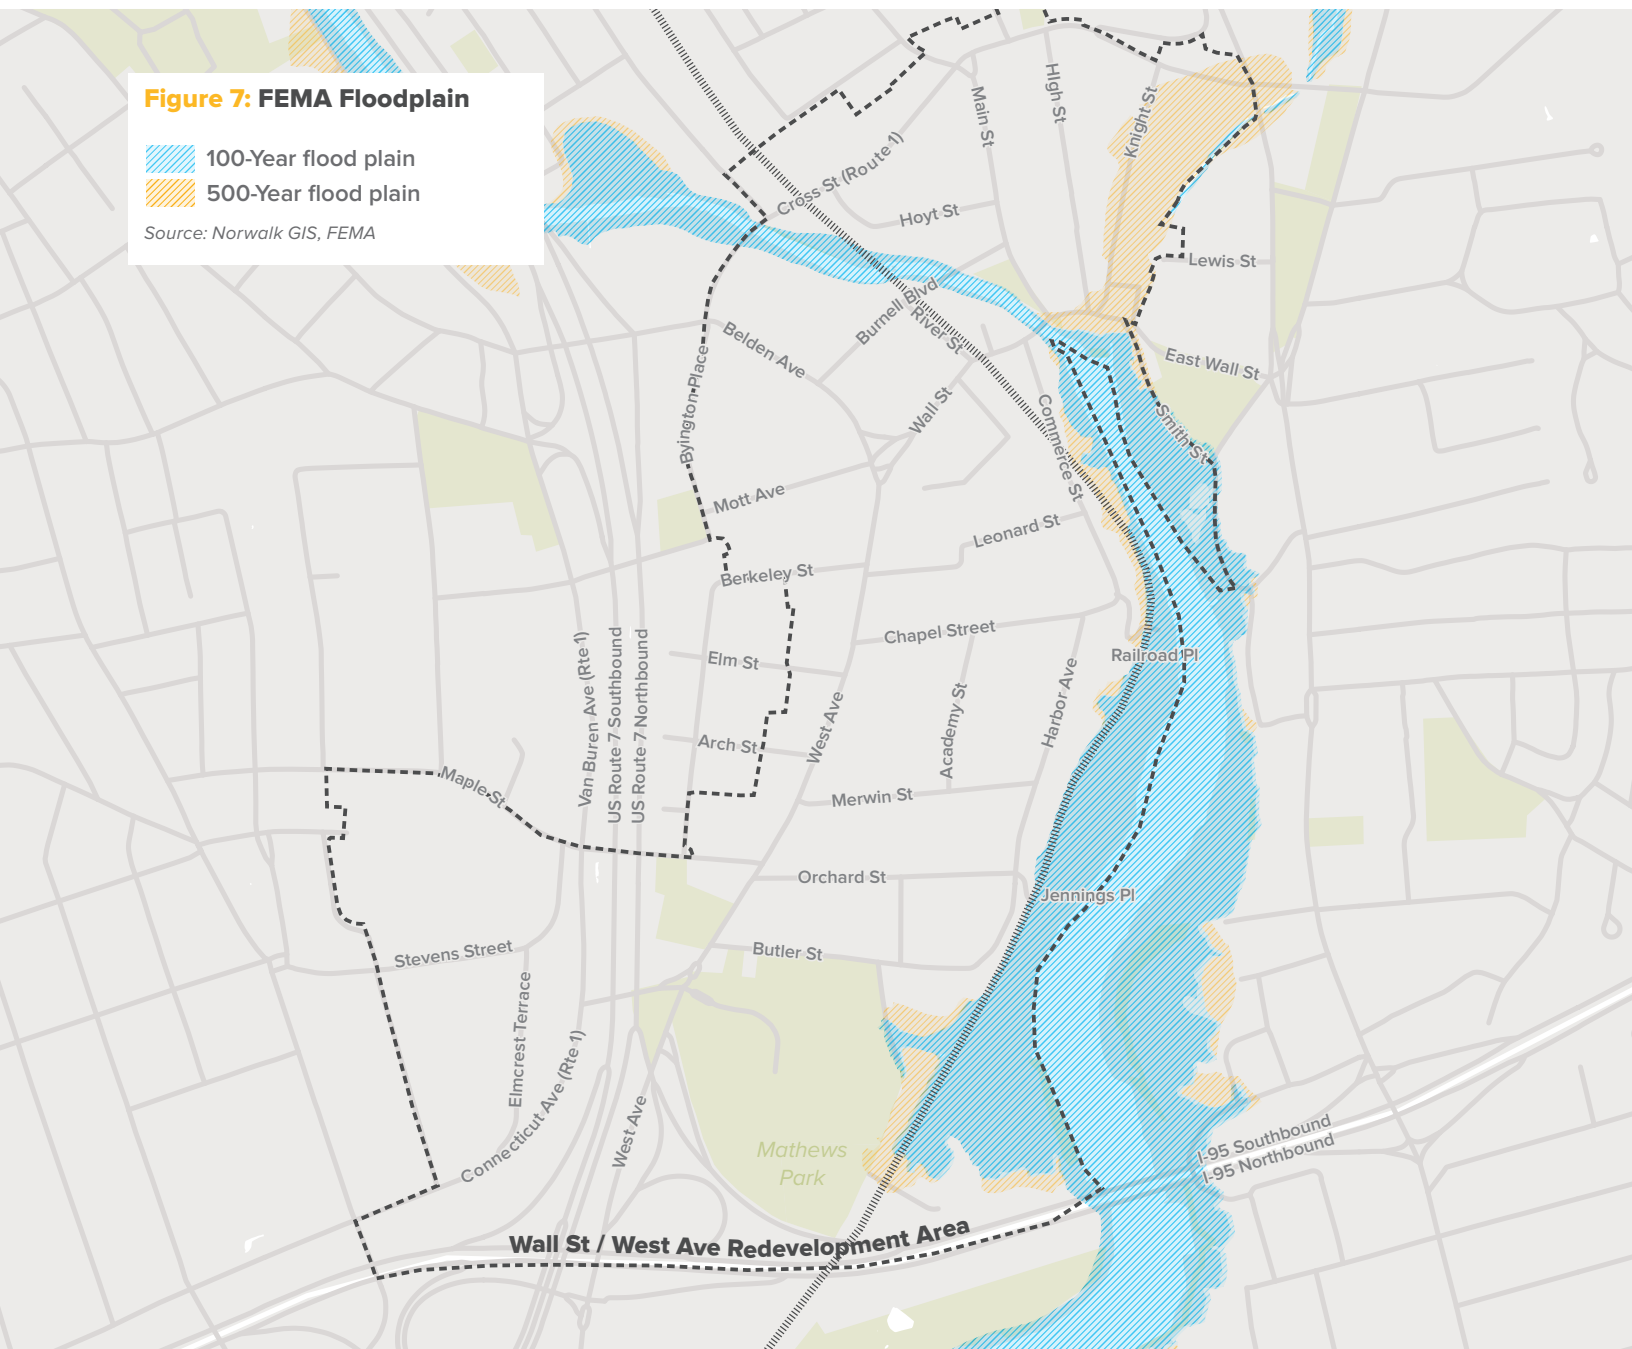 Figure 7: FEMA Floodplain
100-Year flood plain
500-Year flood plain
Source: Norwalk GIS, FEMA
Main St
HIgh St
Knight St
Cross St (Route 1)
Hoyt St
Lewis St
Burnell Blvd
River St
Belden Ave
East Wall St
Byington Place
Wall St
Commerce St
Smith St
Mott Ave
Leonard St
Berkeley St
Chapel Street
Railroad Pl
Elm St
Van Buren Ave (Rte 1)
US Route 7 Southbound
US Route 7 Northbound
Arch St
West Ave
Academy St
Harbor Ave
Maple St
Merwin St
Orchard St
Jennings Pl
Stevens Street
Butler St
Elmcrest Terrace
Connecticut Ave (Rte 1)
West Ave
Mathews
Park
I-95 Southbound
I-95 Northbound
Wall St / West Ave Redevelopment Area